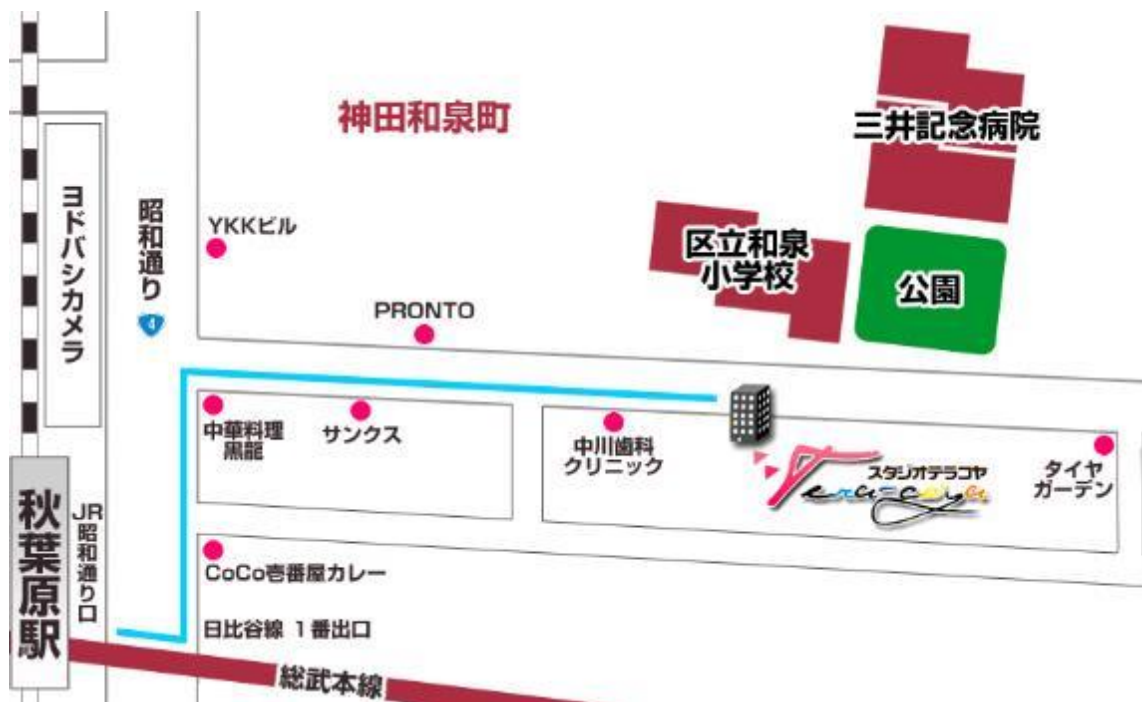 神田和泉町
三井記念病院
ヨドバシカメラ
昭和通り
4
YKKビル
区立和泉
小学校
公園
PRONTO
中華料理
黒龍
サンクス
中川歯科
クリニック
スタジオテラコヤ
Tera-coya
タイヤ
ガーデン
秋葉原駅
JR昭和通り口
CoCo壱番屋カレー
日比谷線 1番出口
総武本線